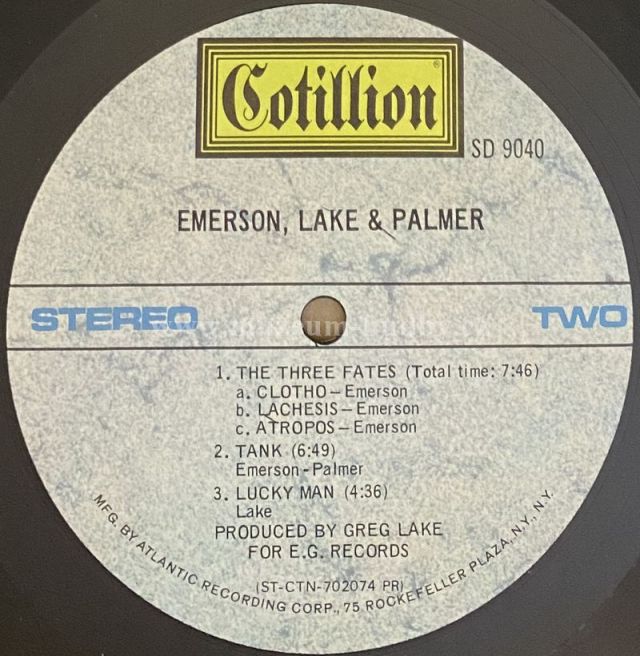 Cotillion®
SD 9040
EMERSON, LAKE & PALMER
STEREO
TWO
1. THE THREE FATES (Total time: 7:46)
a. CLOTHO—Emerson
b. LACHESIS—Emerson
c. ATROPOS—Emerson
2. TANK (6:49)
Emerson-Palmer
3. LUCKY MAN (4:36)
Lake
PRODUCED BY GREG LAKE
FOR E.G. RECORDS
(ST-CTN-702074 PR)
MFG. BY ATLANTIC RECORDING CORP., 75 ROCKEFELLER PLAZA, N.Y., N.Y.